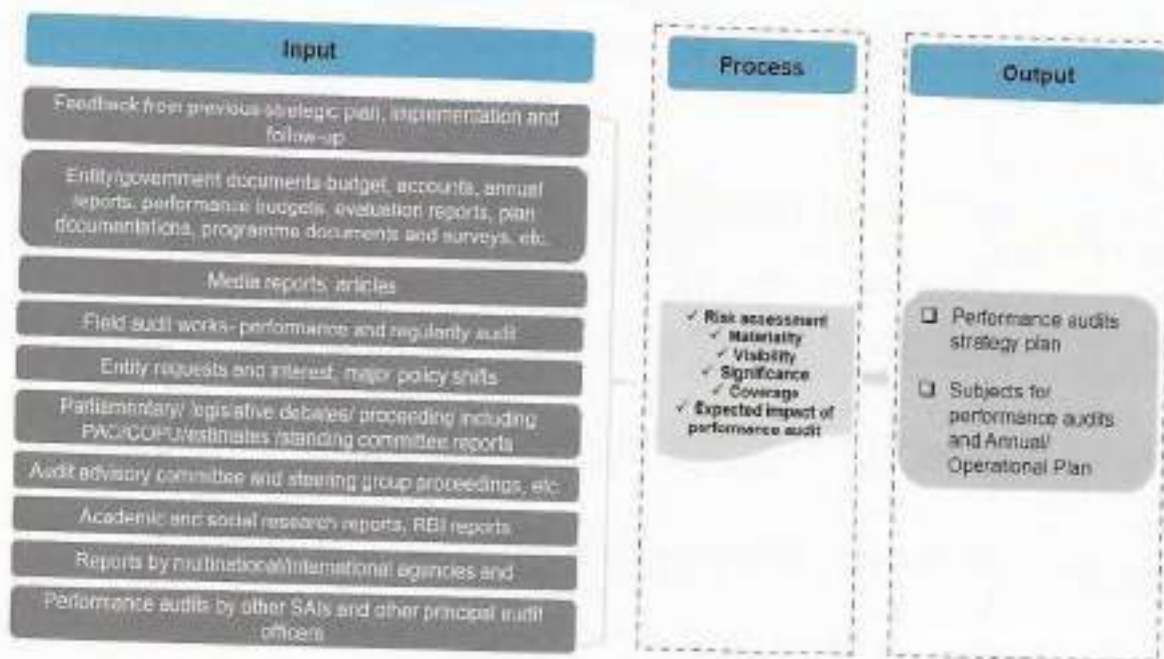 Input
Feedback from previous strategic plan, implementation and
follow-up
Entity/government documents-budget, accounts, annual
reports, performance budgets, evaluation reports, plan
documentations, programme documents and surveys, etc.
Media reports, articles
Field audit works- performance and regularity audit
Entity requests and interest, major policy shifts
Parliamentary/ legislative debates/ proceeding including
PAC/COPU/estimates /standing committee reports
Audit advisory committee and steering group proceedings, etc.
Academic and social research reports, RBI reports
Reports by multinational/international agencies and
Performance audits by other SAIs and other principal audit
officers
Process
✓ Risk assessment
✓ Materiality
✓ Visibility
✓ Significance
✓ Coverage
✓ Expected impact of
performance audit
Output
❑ Performance audits
strategy plan
❑ Subjects for
performance audits
and Annual/
Operational Plan